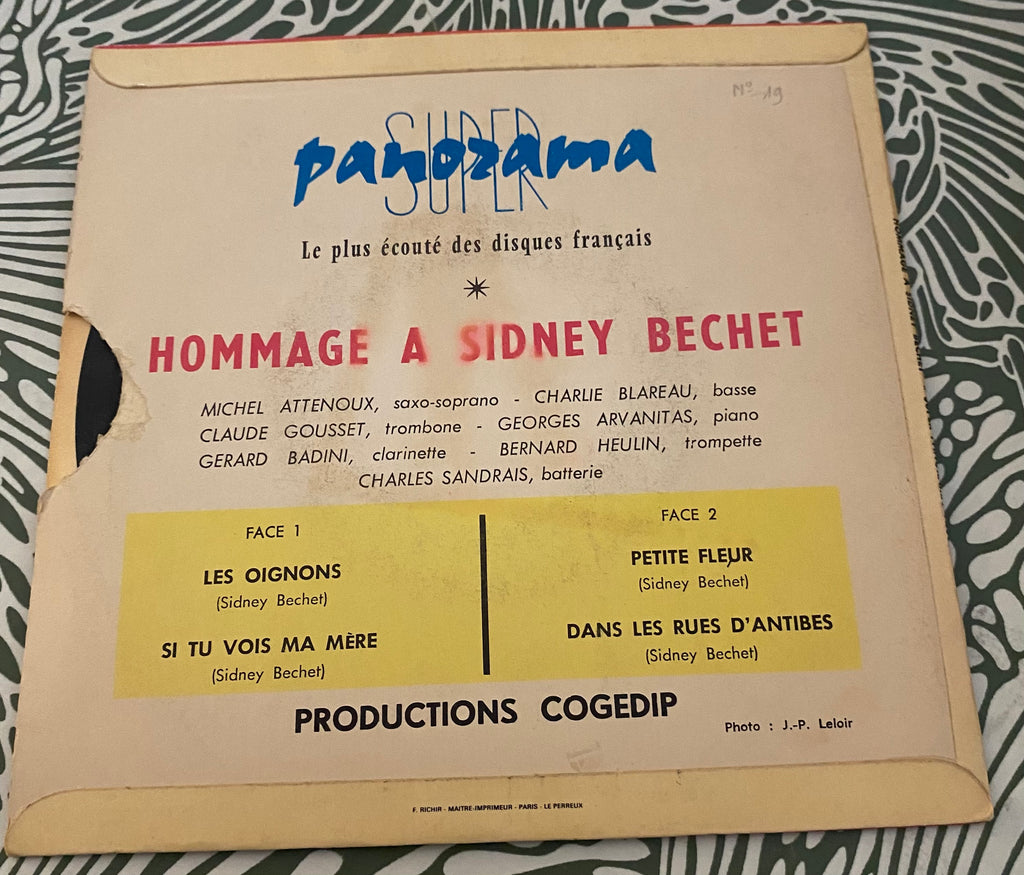 Nº 19
SUPER
panorama
SUPER
Le plus écouté des disques français
HOMMAGE A SIDNEY BECHET
MICHEL ATTENOUX, saxo-soprano - CHARLIE BLAREAU, basse
CLAUDE GOUSSET, trombone - GEORGES ARVANITAS, piano
GERARD BADINI, clarinette - BERNARD HEULIN, trompette
CHARLES SANDRAIS, batterie
FACE 1
LES OIGNONS
(Sidney Bechet)
SI TU VOIS MA MÈRE
(Sidney Bechet)
FACE 2
PETITE FLEUR
(Sidney Bechet)
DANS LES RUES D'ANTIBES
(Sidney Bechet)
PRODUCTIONS COGEDIP
Photo : J.-P. Leloir
F. RICHIR - MAITRE-IMPRIMEUR - PARIS - LE PERREUX